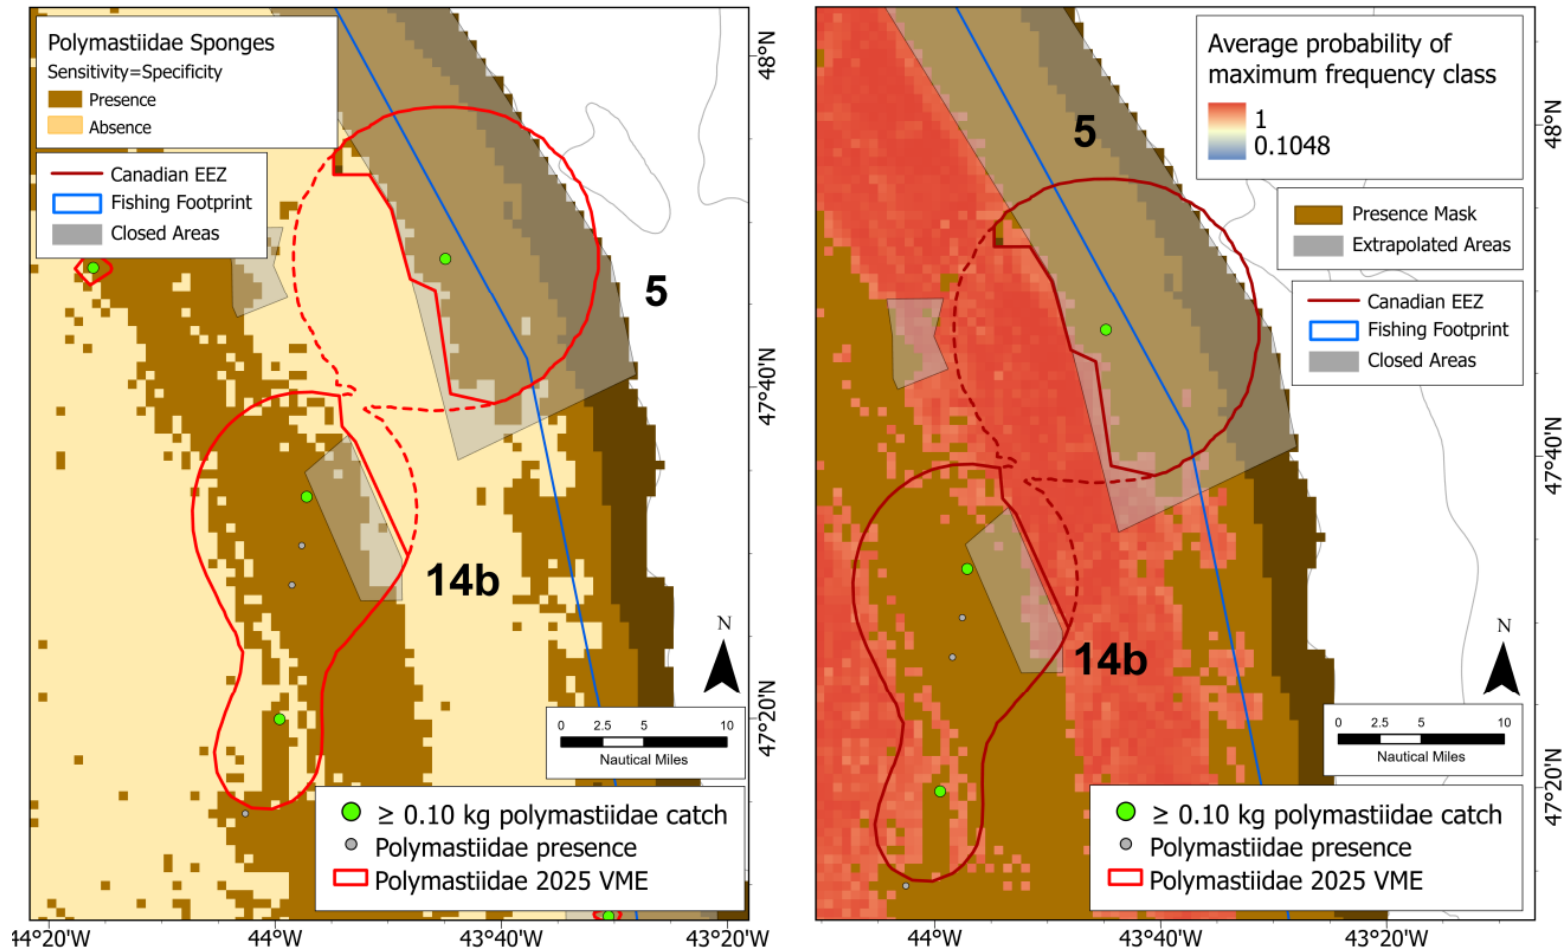 Polymastiidae Sponges
Sensitivity=Specificity
Presence
Absence
Canadian EEZ
Fishing Footprint
Closed Areas
5
14b
N
0 2.5 5 10
Nautical Miles
≥ 0.10 kg polymastiidae catch
Polymastiidae presence
Polymastiidae 2025 VME
48°N
47°40'N
47°20'N
44°20'W 44°W 43°40'W 43°20'W
Average probability of
maximum frequency class
1
0.1048
Presence Mask
Extrapolated Areas
Canadian EEZ
Fishing Footprint
Closed Areas
5
14b
N
0 2.5 5 10
Nautical Miles
≥ 0.10 kg polymastiidae catch
Polymastiidae presence
Polymastiidae 2025 VME
48°N
47°40'N
47°20'N
44°W 43°40'W 43°20'W